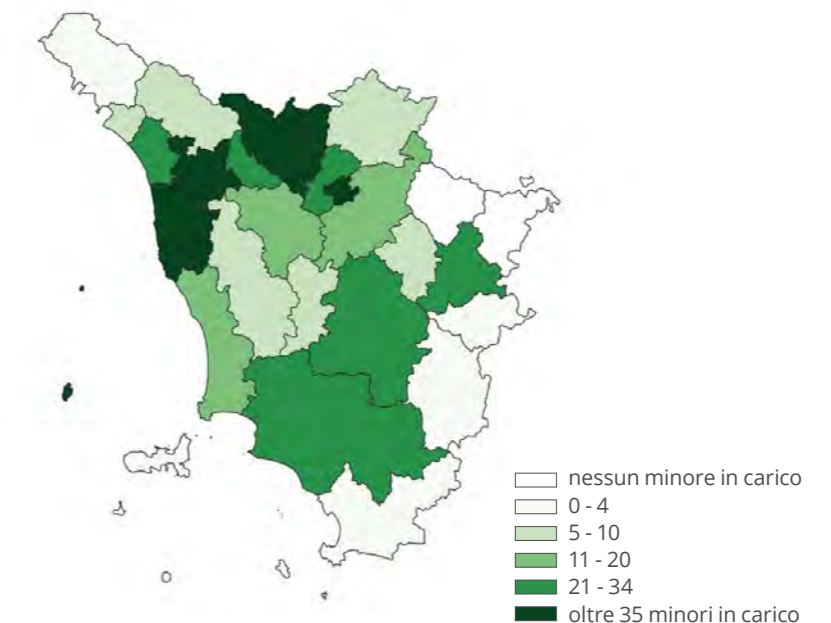 nessun minore in carico
0 - 4
5 - 10
11 - 20
21 - 34
oltre 35 minori in carico